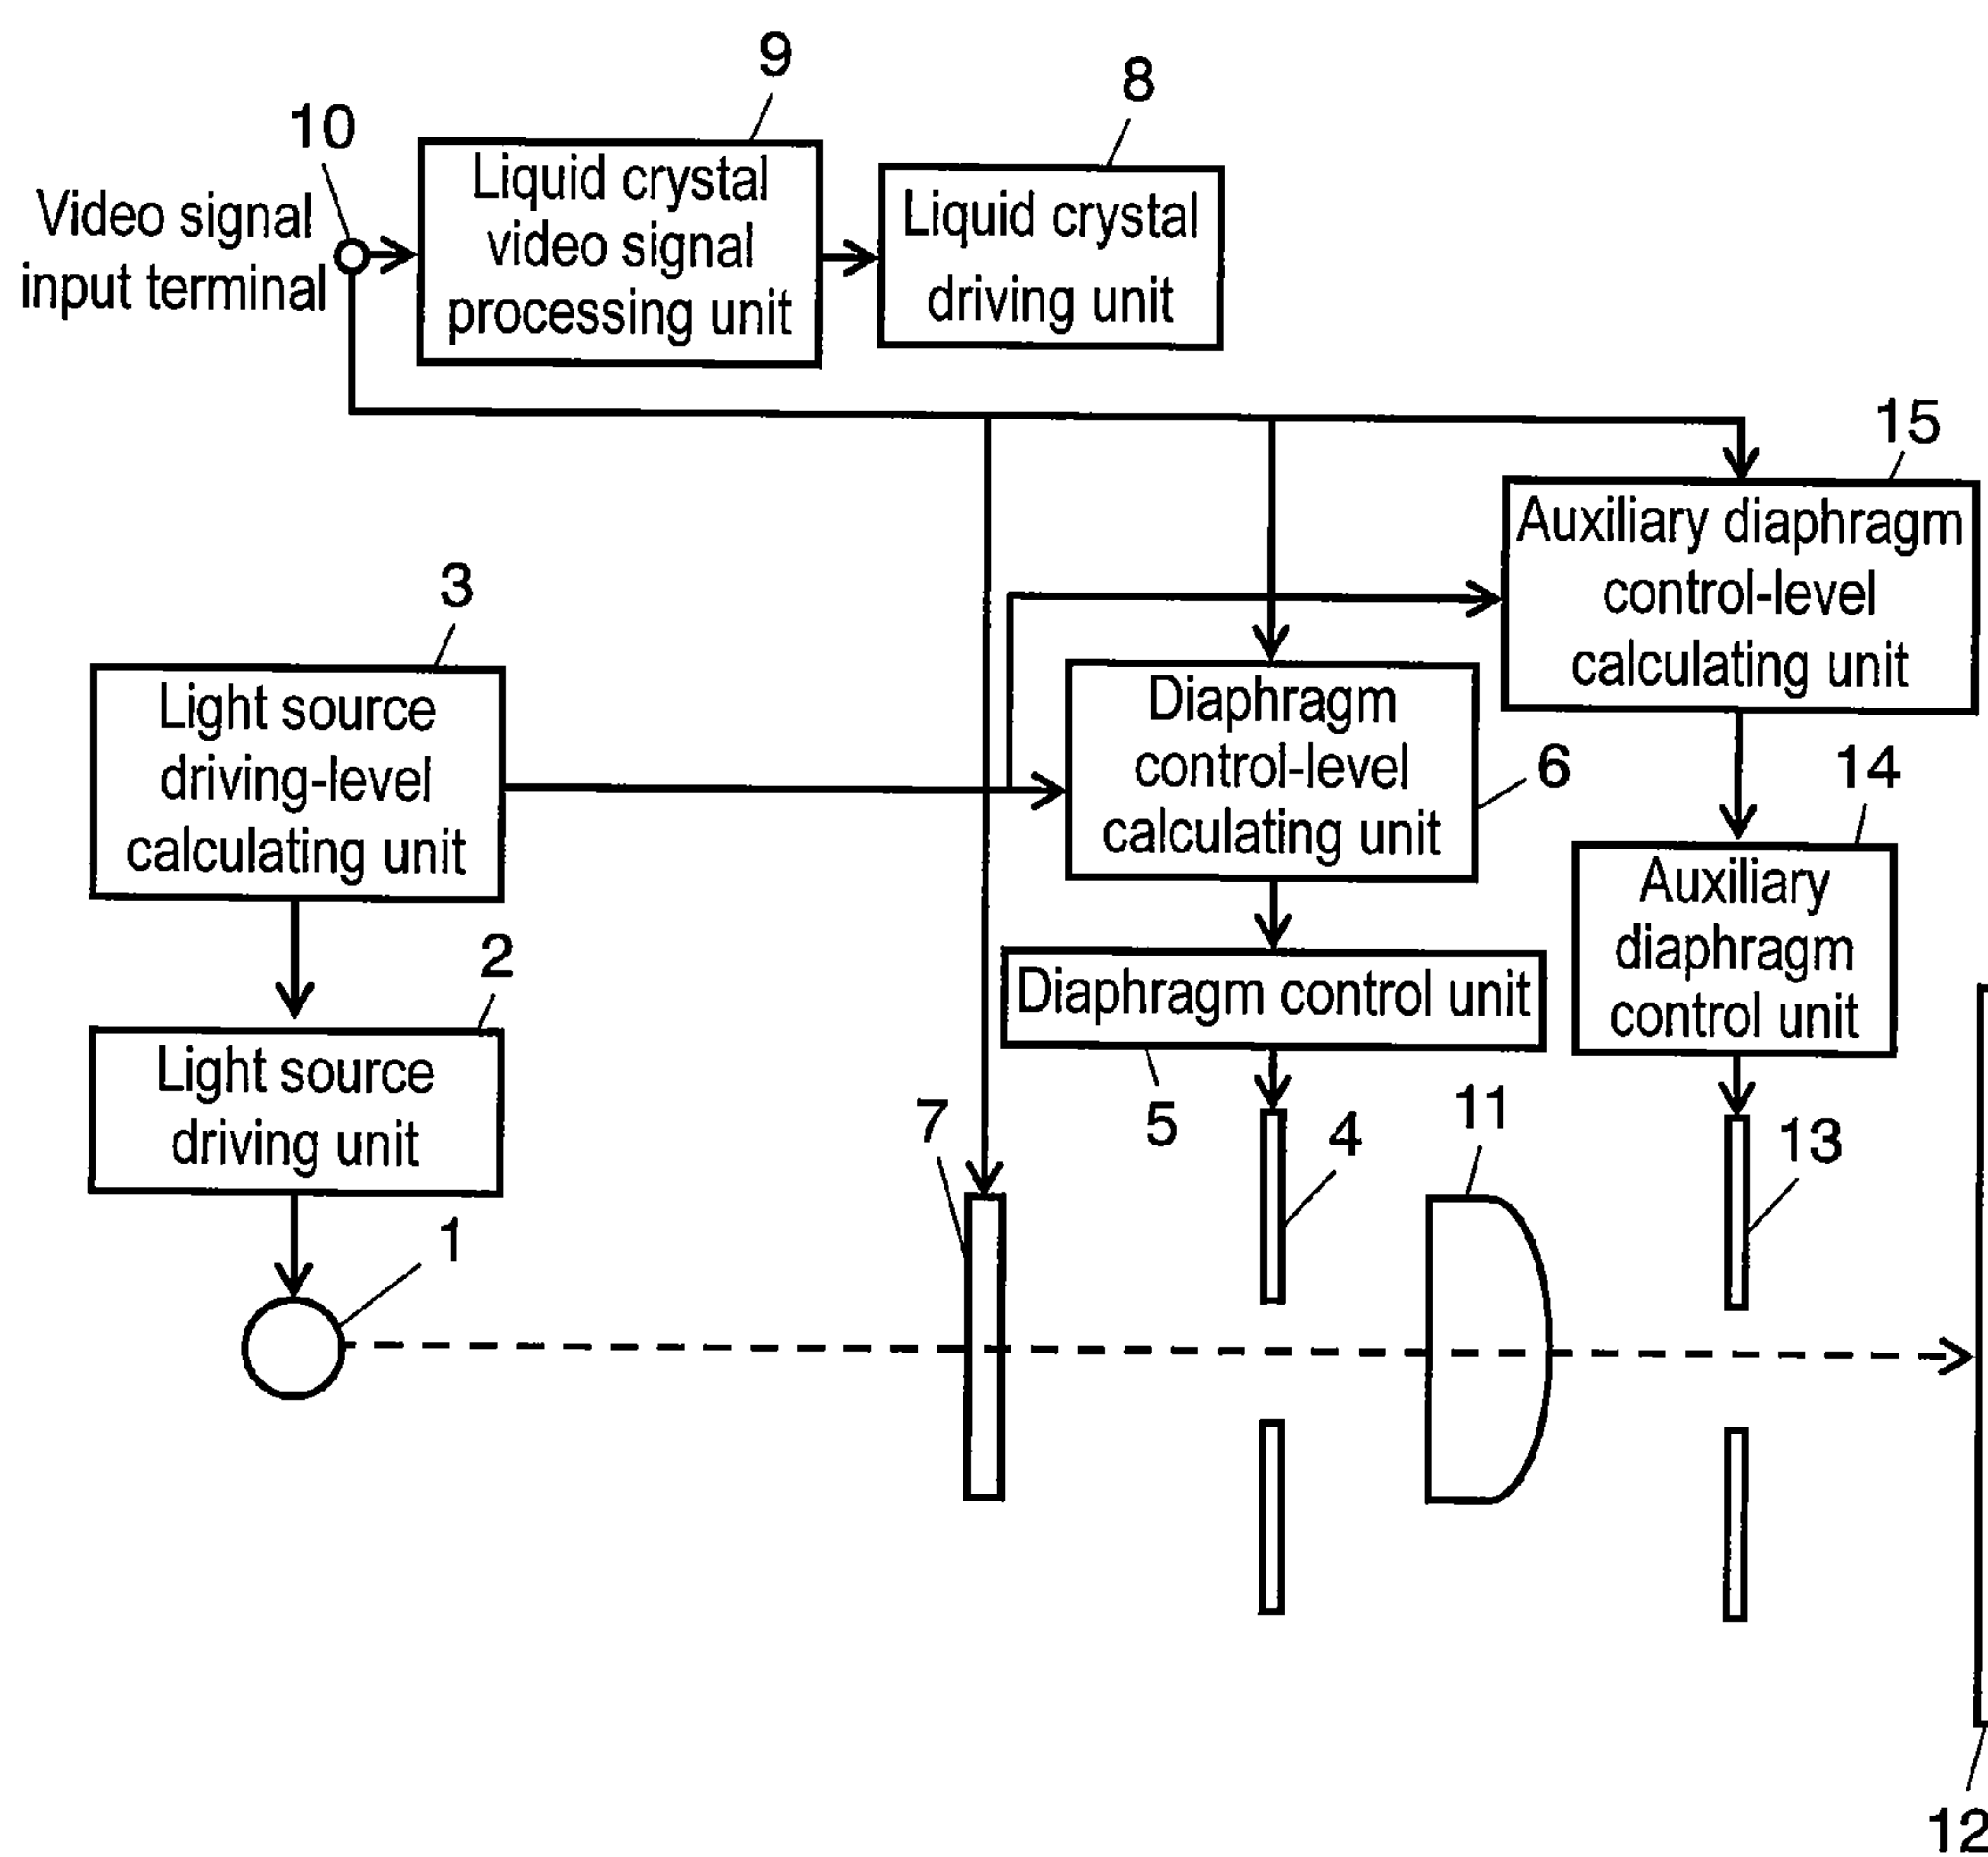 9
8
10
Liquid crystal
video signal
processing unit
Liquid crystal
driving unit
Video signal
input terminal
15
Auxiliary diaphragm
control-level
calculating unit
3
Light source
driving-level
calculating unit
Diaphragm
control-level
calculating unit
6
14
Auxiliary
diaphragm
control unit
2
Diaphragm control unit
Light source
driving unit
7
5
4
11
13
1
12